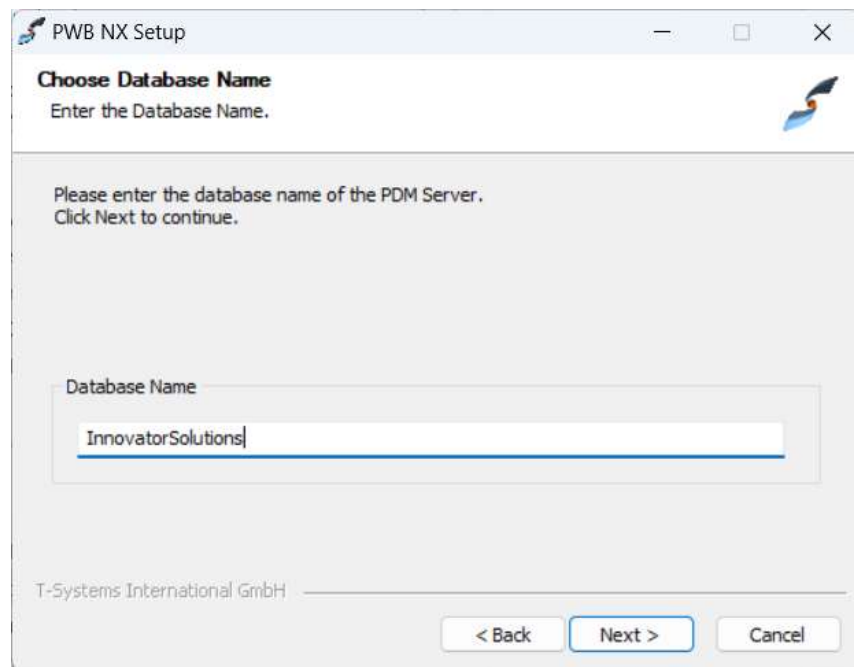 PWB NX Setup
Choose Database Name
Enter the Database Name.
Please enter the database name of the PDM Server.
Click Next to continue.
Database Name
InnovatorSolutions
T-Systems International GmbH
< Back Next > Cancel